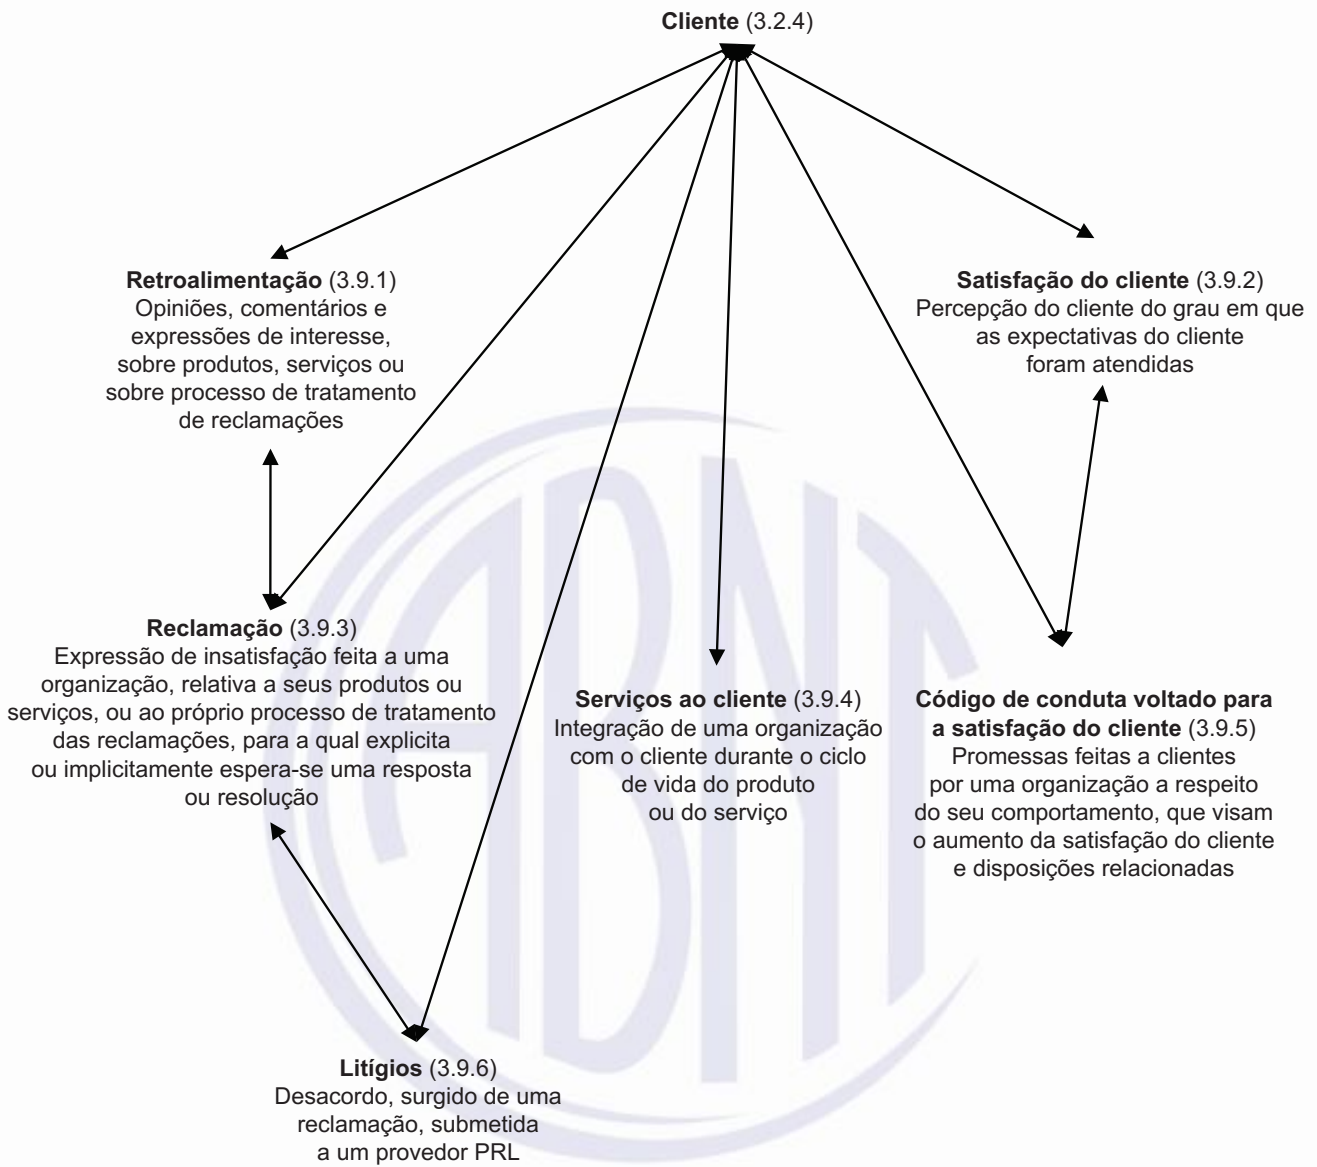 Cliente (3.2.4)
Retroalimentação (3.9.1)
Opiniões, comentários e
expressões de interesse,
sobre produtos, serviços ou
sobre processo de tratamento
de reclamações
Satisfação do cliente (3.9.2)
Percepção do cliente do grau em que
as expectativas do cliente
foram atendidas
Reclamação (3.9.3)
Expressão de insatisfação feita a uma
organização, relativa a seus produtos ou
serviços, ou ao próprio processo de tratamento
das reclamações, para a qual explicita
ou implicitamente espera-se uma resposta
ou resolução
Serviços ao cliente (3.9.4)
Integração de uma organização
com o cliente durante o ciclo
de vida do produto
ou do serviço
Código de conduta voltado para
a satisfação do cliente (3.9.5)
Promessas feitas a clientes
por uma organização a respeito
do seu comportamento, que visam
o aumento da satisfação do cliente
e disposições relacionadas
Litígios (3.9.6)
Desacordo, surgido de uma
reclamação, submetida
a um provedor PRL
ABNT